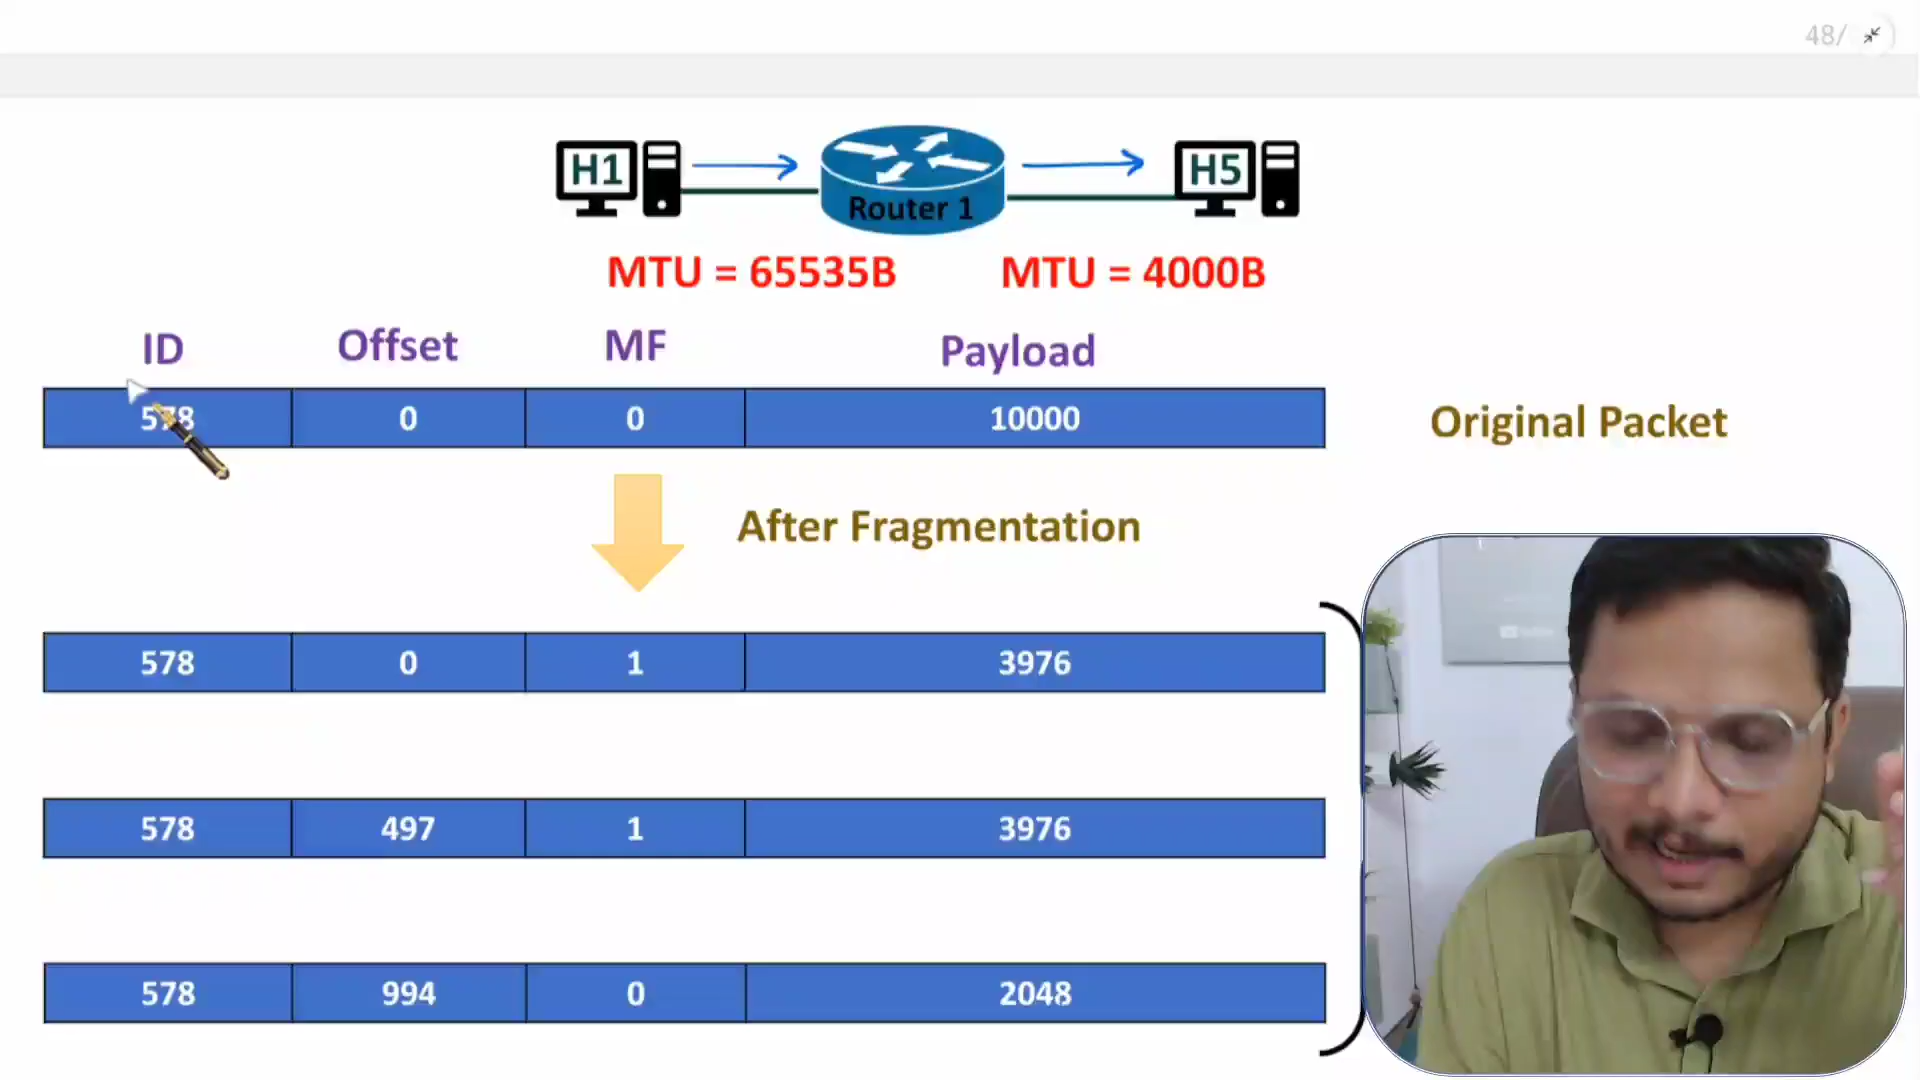 48/
H1
Router 1
H5
MTU = 65535B
MTU = 4000B
ID Offset MF Payload
578 0 0 10000
Original Packet
After Fragmentation
578 0 1 3976
578 497 1 3976
578 994 0 2048